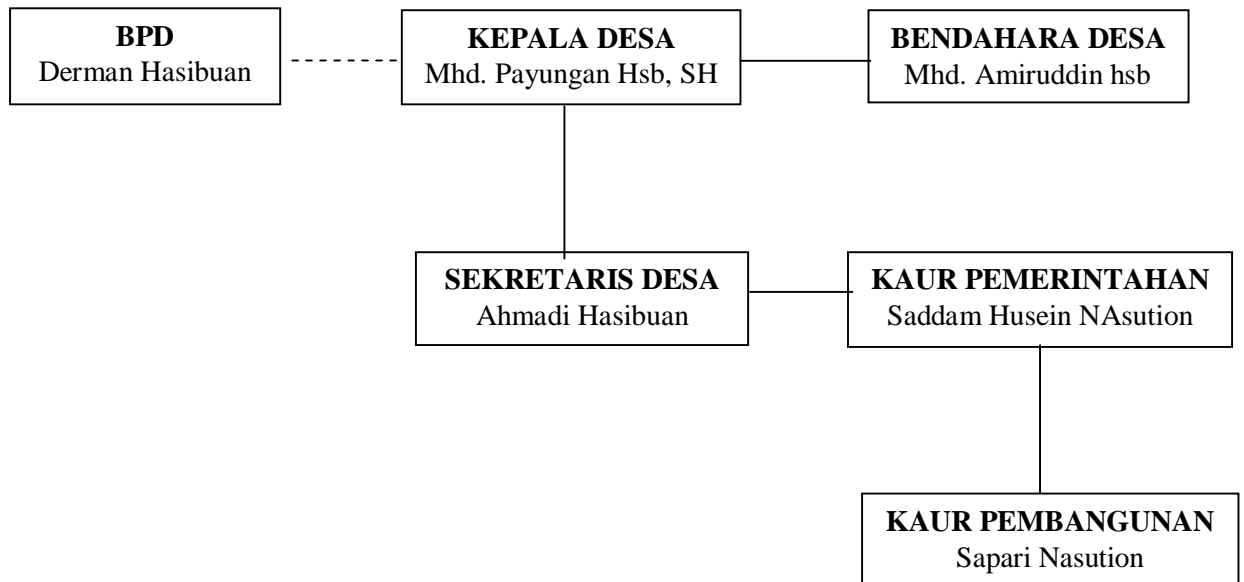 BPD
Derman Hasibuan
KEPALA DESA
Mhd. Payungan Hsb, SH
BENDAHARA DESA
Mhd. Amiruddin hsb
SEKRETARIS DESA
Ahmadi Hasibuan
KAUR PEMERINTAHAN
Saddam Husein NAsution
KAUR PEMBANGUNAN
Sapari Nasution